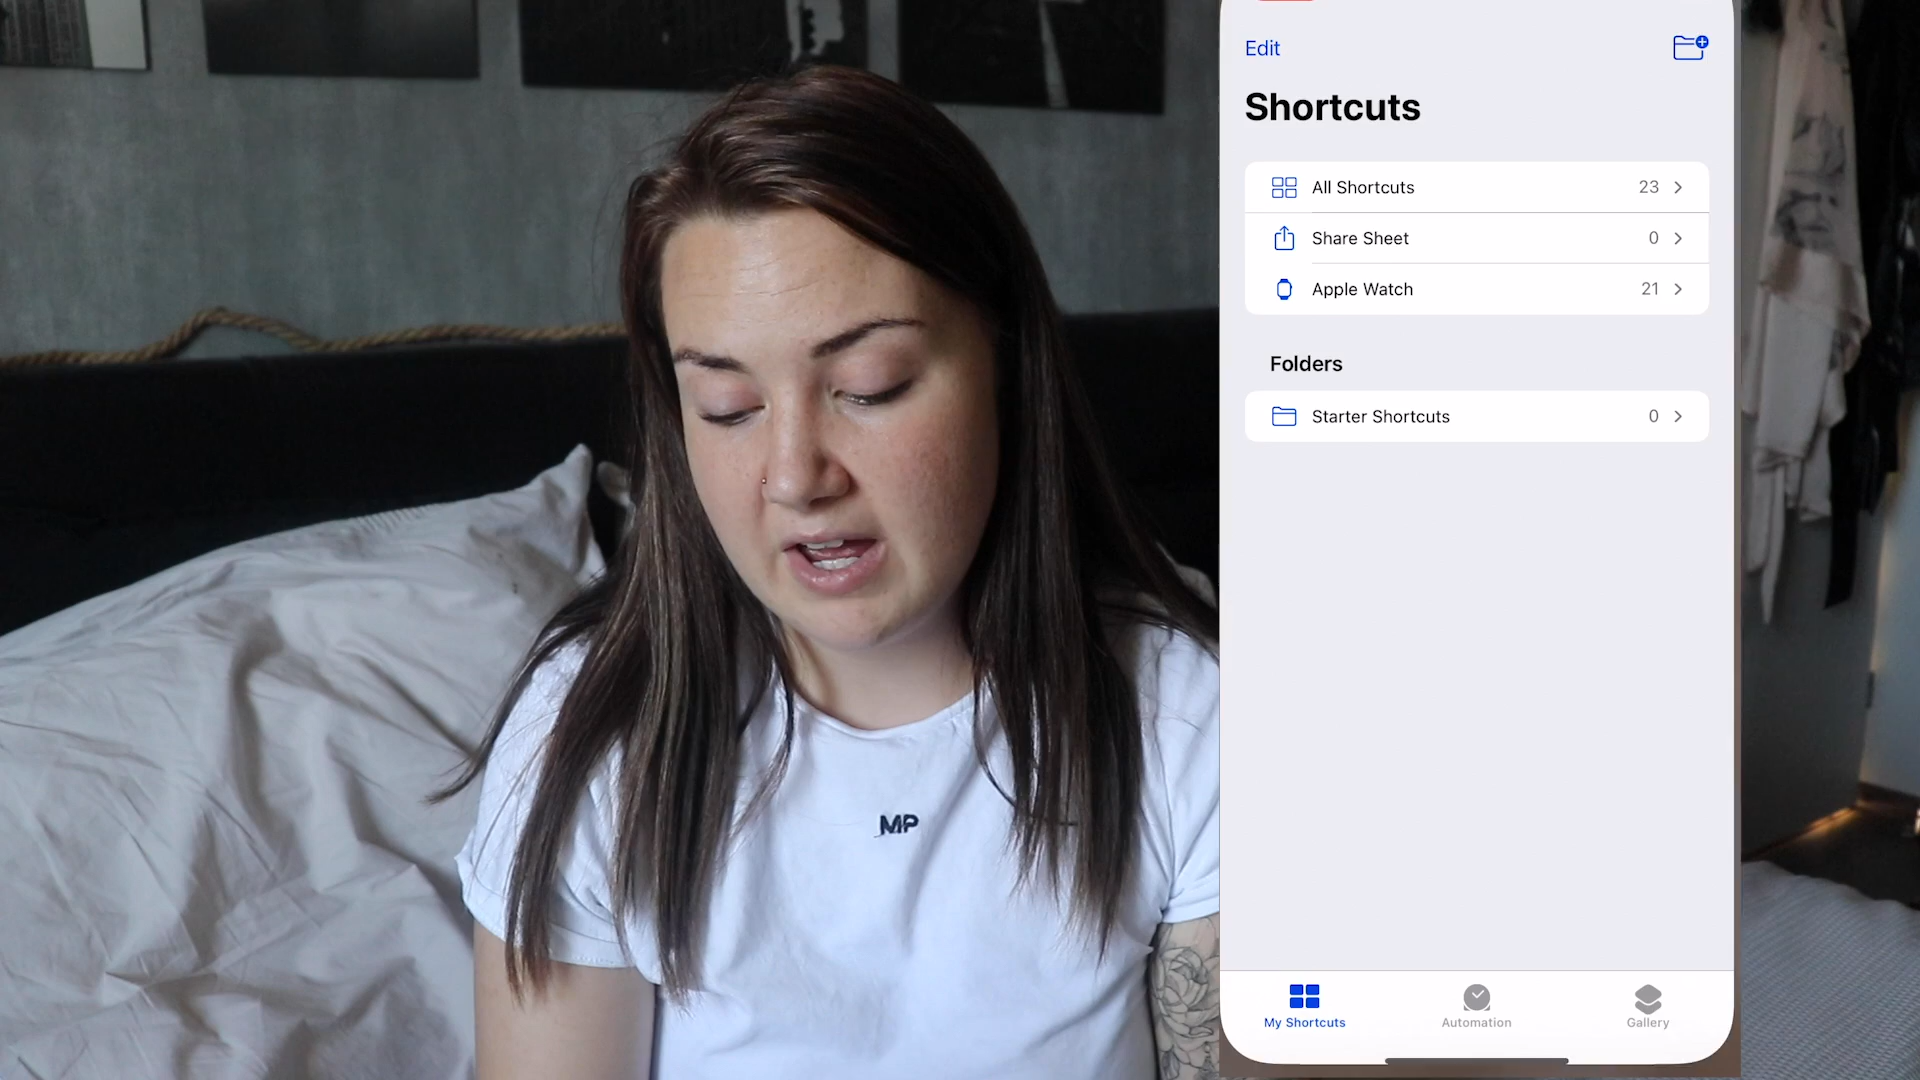 Edit
Shortcuts
All Shortcuts 23
Share Sheet 0
Apple Watch 21
Folders
Starter Shortcuts 0
My Shortcuts Automation Gallery
MP